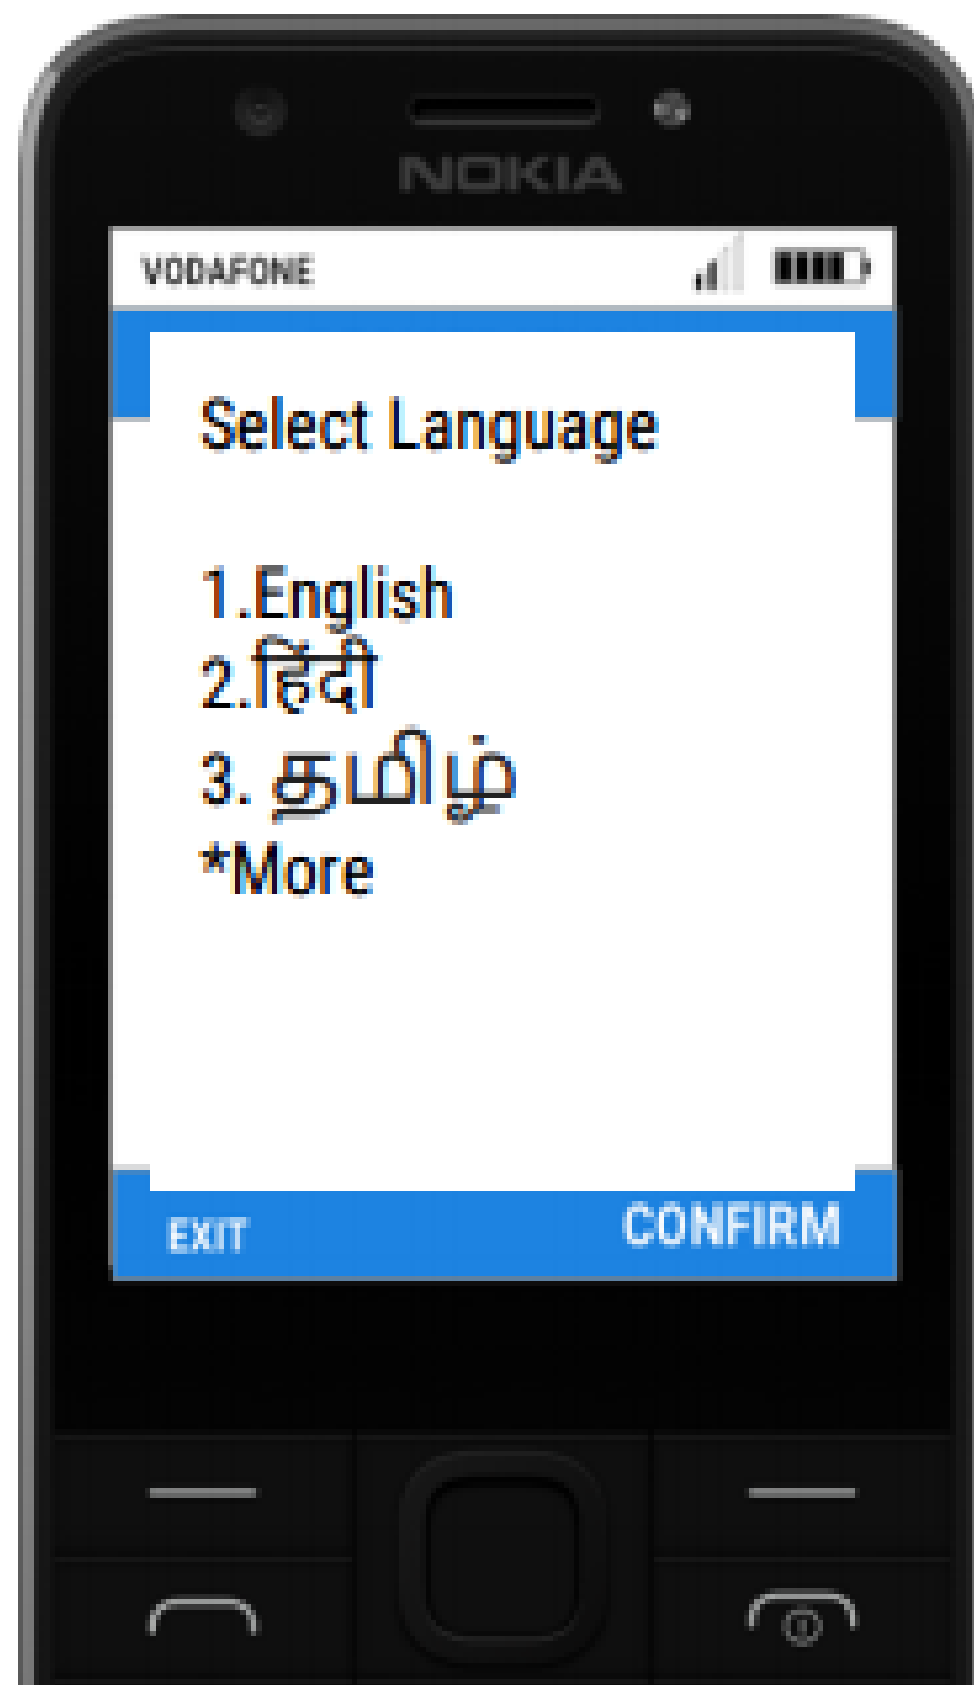 NOKIA
VODAFONE
Select Language
1.English
2.हिंदी
3. தமிழ்
*More
EXIT CONFIRM